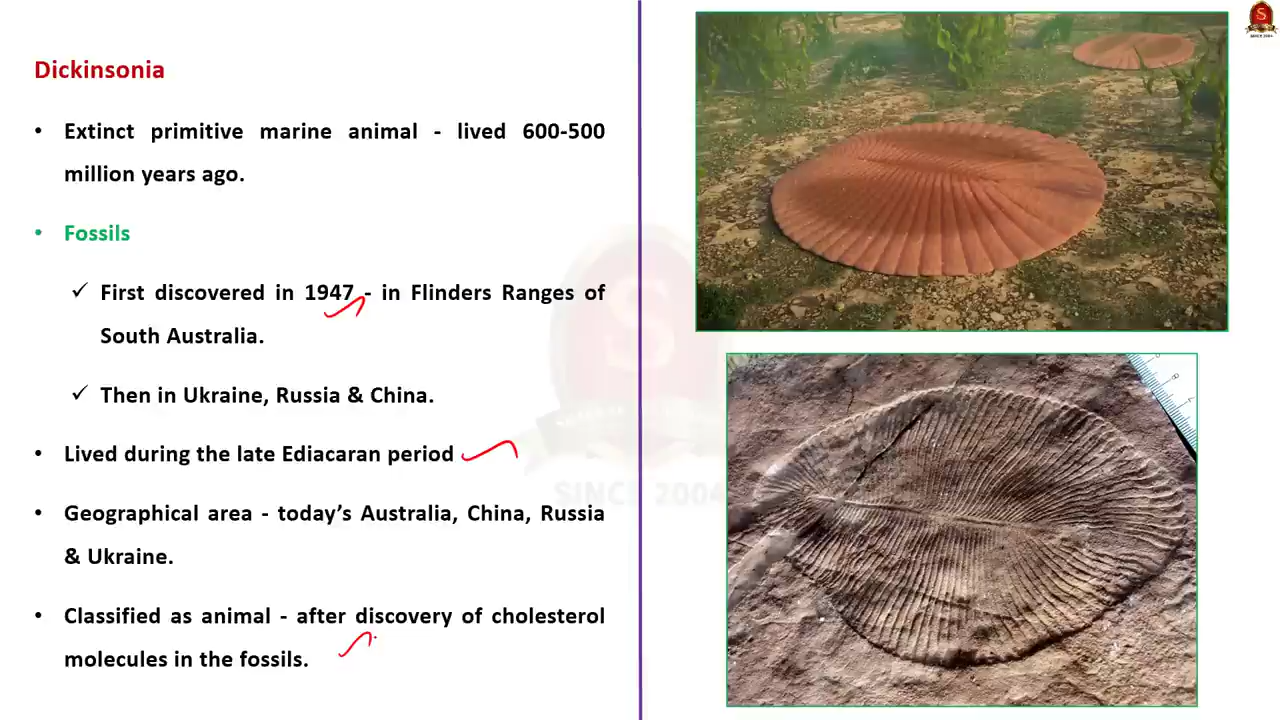 Dickinsonia
• Extinct primitive marine animal - lived 600-500
million years ago.
• Fossils
✓ First discovered in 1947 - in Flinders Ranges of
South Australia.
✓ Then in Ukraine, Russia & China.
• Lived during the late Ediacaran period
• Geographical area - today's Australia, China, Russia
& Ukraine.
• Classified as animal - after discovery of cholesterol
molecules in the fossils.
S
SINCE 2004
S
SINCE 2004